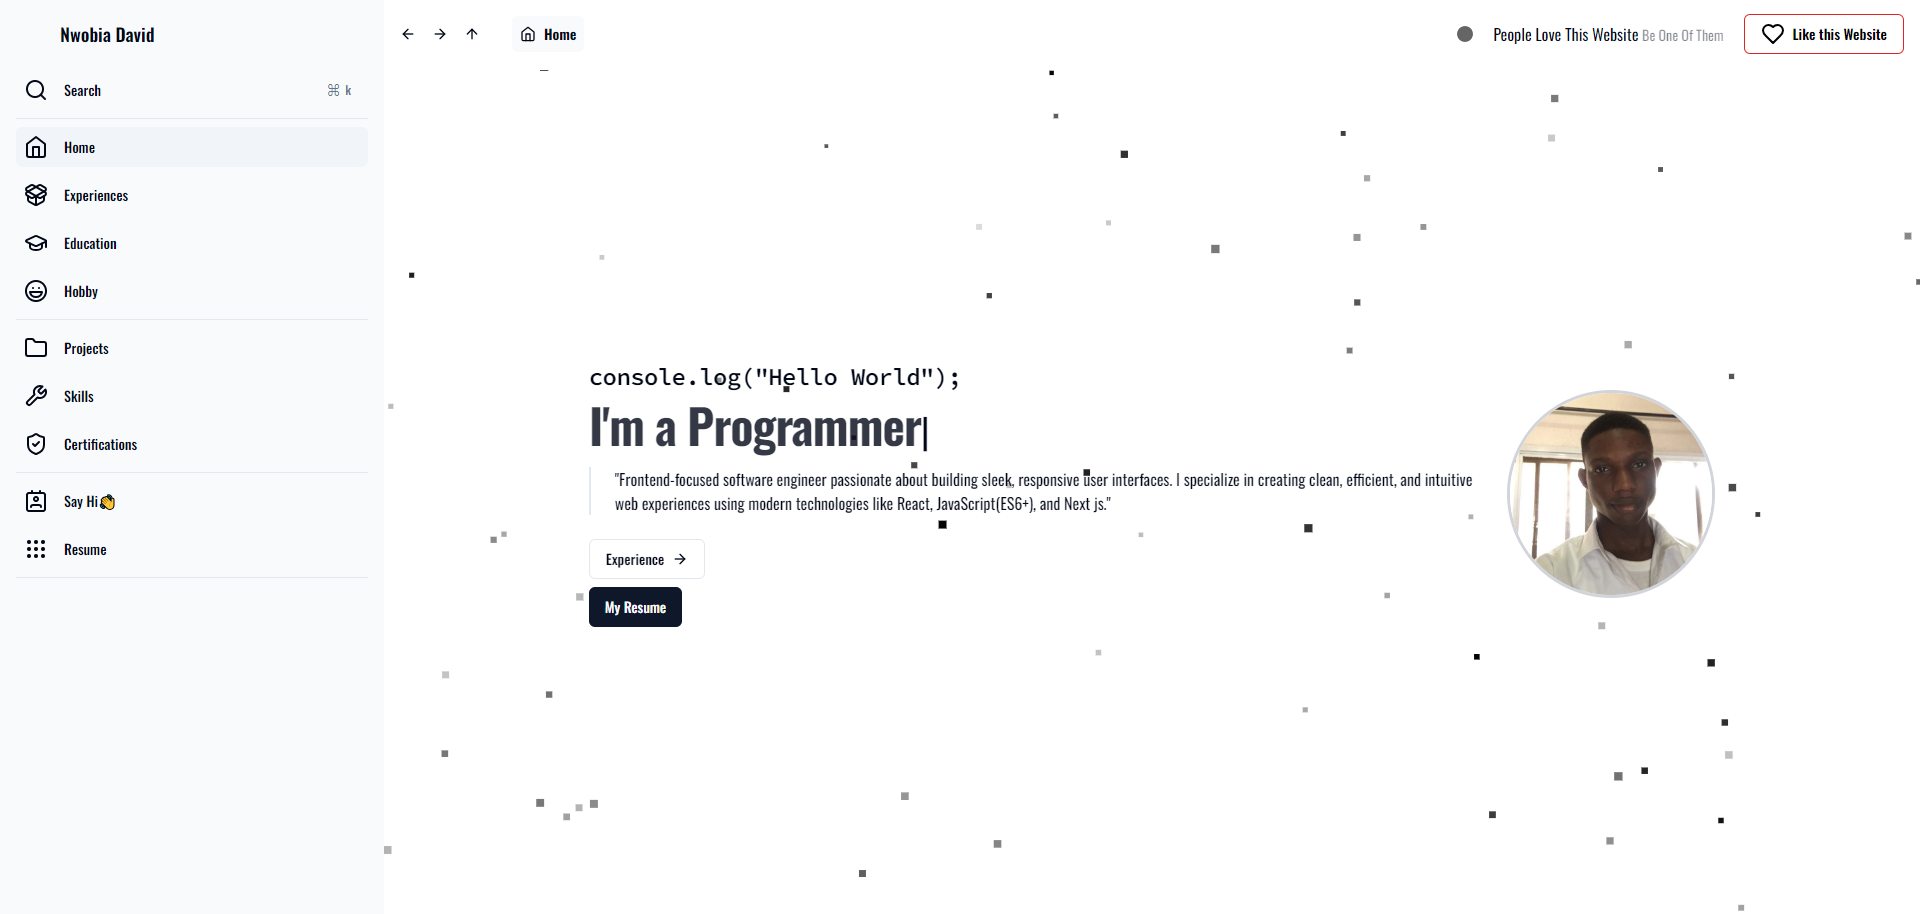 Nwobia David
Search
⌘ k
Home
Experiences
Education
Hobby
Projects
Skills
Certifications
Say Hi👋
Resume
Home
People Love This Website Be One Of Them
Like this Website
console.log("Hello World");
I'm a Programmer|
"Frontend-focused software engineer passionate about building sleek, responsive user interfaces. I specialize in creating clean, efficient, and intuitive
web experiences using modern technologies like React, JavaScript(ES6+), and Next js."
Experience →
My Resume